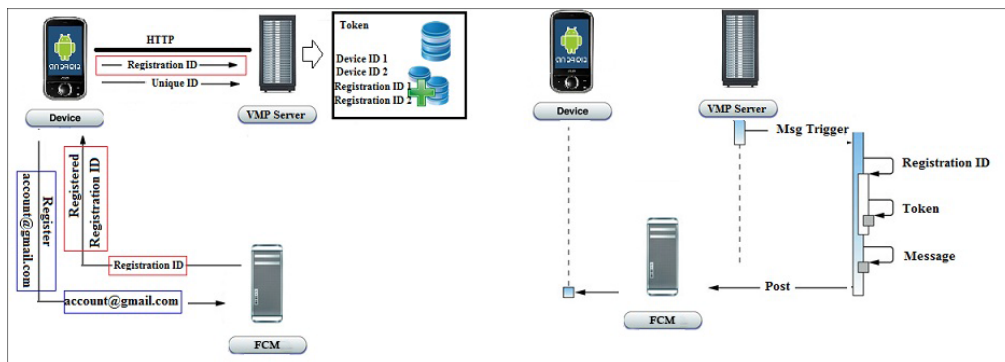 HTTP
Registration ID
Unique ID
Device
VMP Server
Token
Device ID 1
Device ID 2
Registration ID 1
Registration ID 2
Register
account@gmail.com
Registered
Registration ID
Registration ID
account@gmail.com
FCM
ANDROID
Device
VMP Server
Msg Trigger
Registration ID
Token
Message
Post
FCM
ANDROID